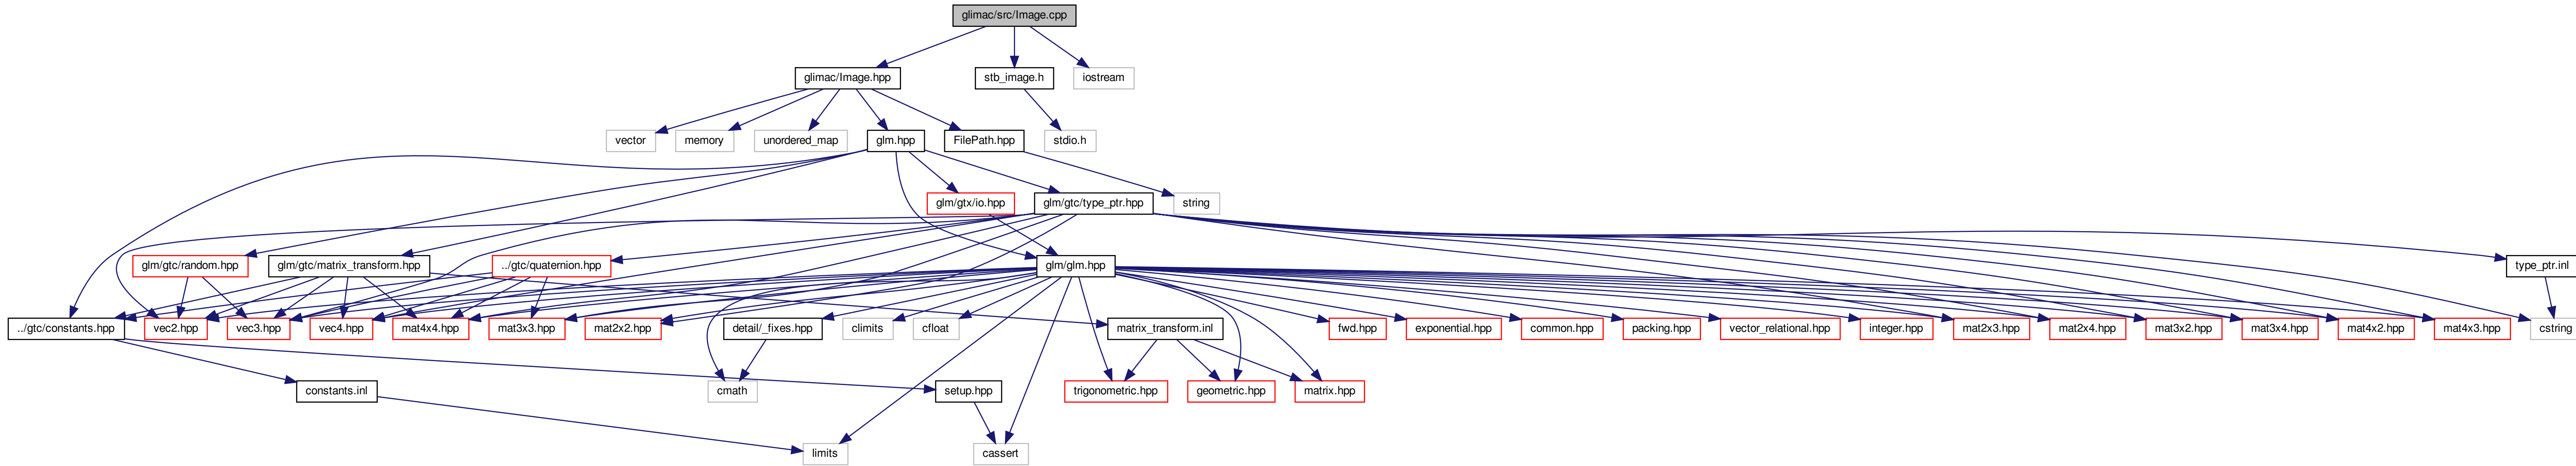 glimac/src/Image.cpp
glimac/Image.hpp
stb_image.h
iostream
vector
memory
unordered_map
glm.hpp
FilePath.hpp
stdio.h
glm/gtx/io.hpp
glm/gtc/type_ptr.hpp
string
glm/gtc/random.hpp
glm/gtc/matrix_transform.hpp
../gtc/quaternion.hpp
glm/glm.hpp
type_ptr.inl
../gtc/constants.hpp
vec2.hpp
vec3.hpp
vec4.hpp
mat4x4.hpp
mat3x3.hpp
mat2x2.hpp
detail/_fixes.hpp
climits
cfloat
matrix_transform.inl
fwd.hpp
exponential.hpp
common.hpp
packing.hpp
vector_relational.hpp
integer.hpp
mat2x3.hpp
mat2x4.hpp
mat3x2.hpp
mat3x4.hpp
mat4x2.hpp
mat4x3.hpp
cstring
constants.inl
cmath
setup.hpp
trigonometric.hpp
geometric.hpp
matrix.hpp
limits
cassert